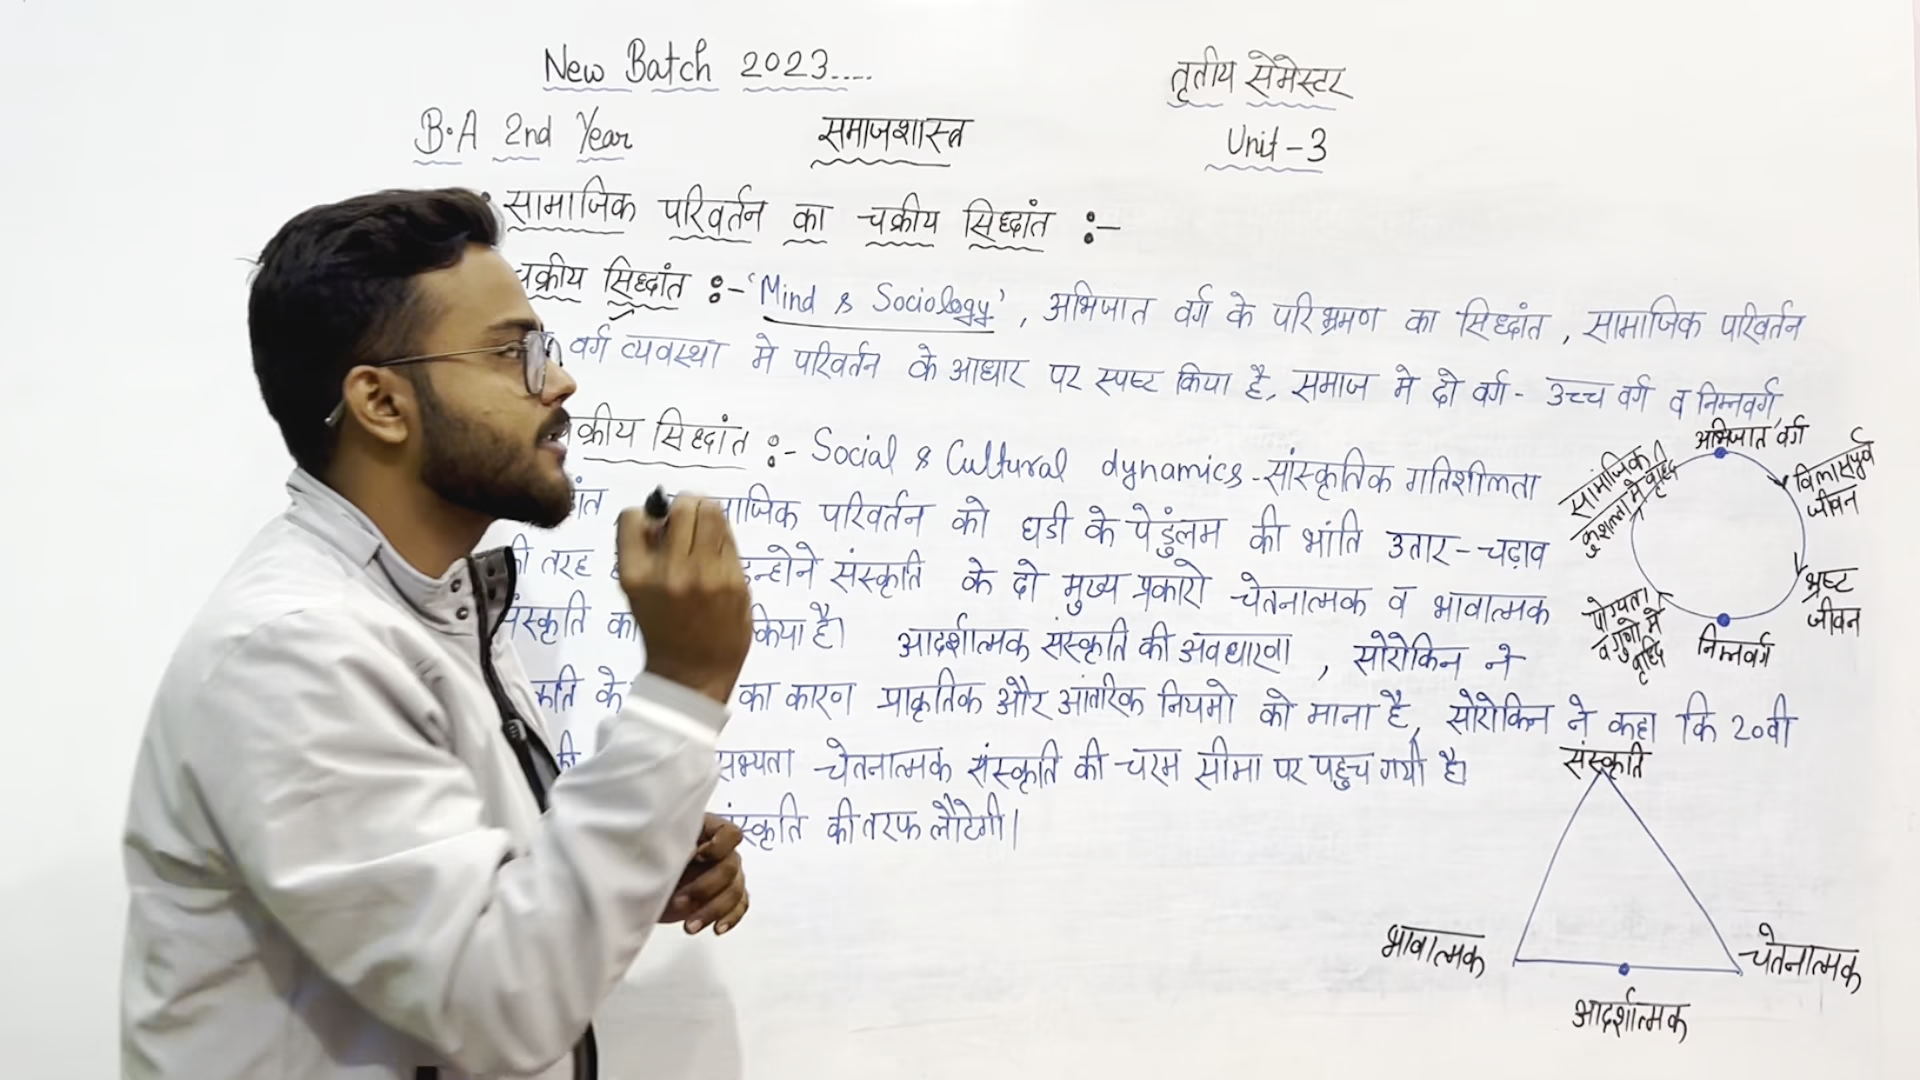 New Batch 2023.....
तृतीय सेमेस्टर
B.A 2nd Year
समाजशास्त्र
Unit-3
सामाजिक परिवर्तन का चक्रीय सिध्दांत :-
चक्रीय सिध्दांत :- 'Mind & Sociology', अभिजात वर्ग के परिभ्रमण का सिध्दांत, सामाजिक परिवर्तन
वर्ग व्यवस्था मे परिवर्तन के आधार पर स्पष्ट किया है, समाज मे दो वर्ग - उच्च वर्ग व निम्नवर्ग,
क्रीय सिध्दांत :- Social & Cultural dynamics - सांस्कृतिक गतिशीलता
परिवर्तन को घडी के पेडुंलम की भांति उतार-चढ़ाव
की तरह संस्कृति के दो मुख्य प्रकारो चेतनात्मक व भावात्मक
संस्कृति का किया है। आदर्शात्मक संस्कृति की अवधारणा, सोरोकिन ने
के का कारण प्राकृतिक और आंतरिक नियमो को माना है, सोरोकिन ने कहा कि 20वी
की सभ्यता चेतनात्मक संस्कृति की चरम सीमा पर पहुच गयी है।
संस्कृति की तरफ लौटेगी।
अभिजात वर्ग
विलासपूर्व
जीवन
भ्रष्ट
जीवन
निम्नवर्ग
योग्यता
व गुणो मे
वृध्दि
सामाजिक
कुशलता मे वृध्दि
संस्कृति
भावात्मक
चेतनात्मक
आदर्शात्मक